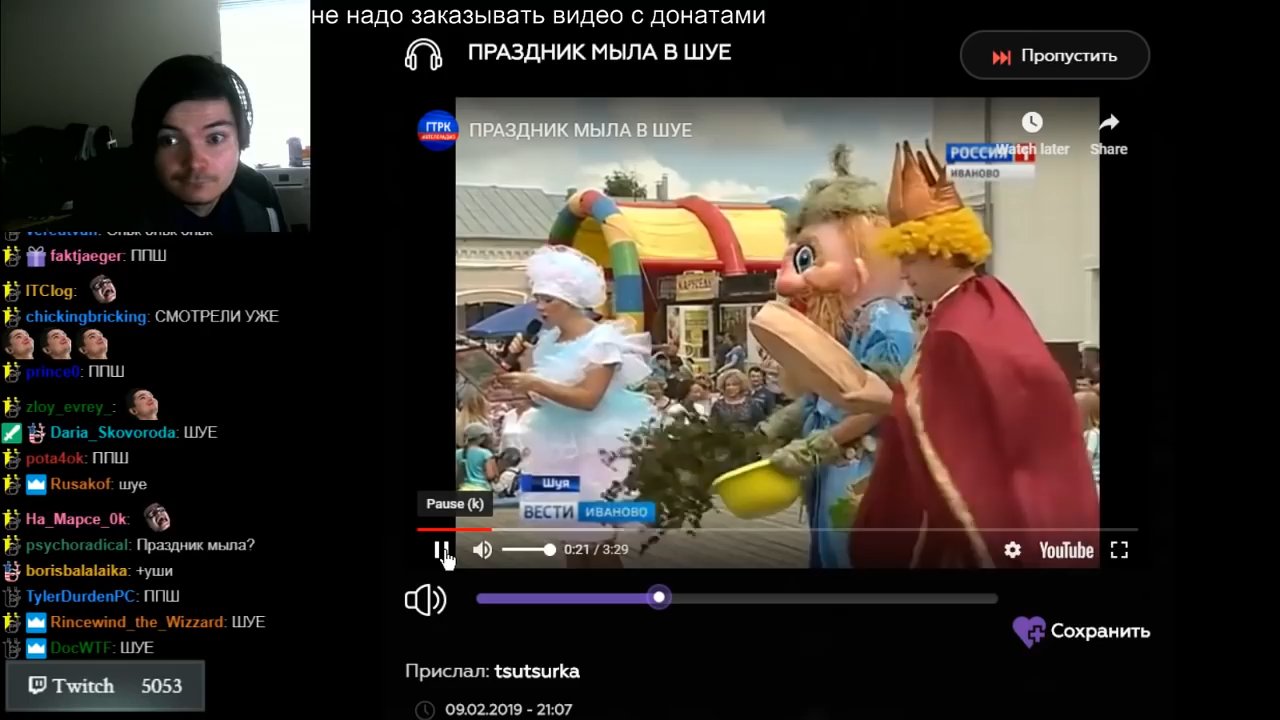 не надо заказывать видео с донатами
ПРАЗДНИК МЫЛА В ШУЕ
Пропустить
ГТРК
ПРАЗДНИК МЫЛА В ШУЕ
Watch later
Share
РОССИЯ 1
ИВАНОВО
КАРУСЕЛЬ
Шуя
ВЕСТИ ИВАНОВО
Pause (k)
0:21 / 3:29
YouTube
Сохранить
Прислал: tsutsurka
09.02.2019 - 21:07
faktjaeger: ППШ
ITClog:
chickingbricking: СМОТРЕЛИ УЖЕ
prince0: ППШ
zloy_evrey_:
Daria_Skovoroda: ШУЕ
pota4ok: ППШ
Rusakof: шуе
Ha_Mapce_0k:
psychoradical: Праздник мыла?
borisbalalaika: +уши
TylerDurdenPC: ППШ
Rincewind_the_Wizzard: ШУЕ
DocWTF: ШУЕ
Twitch 5053